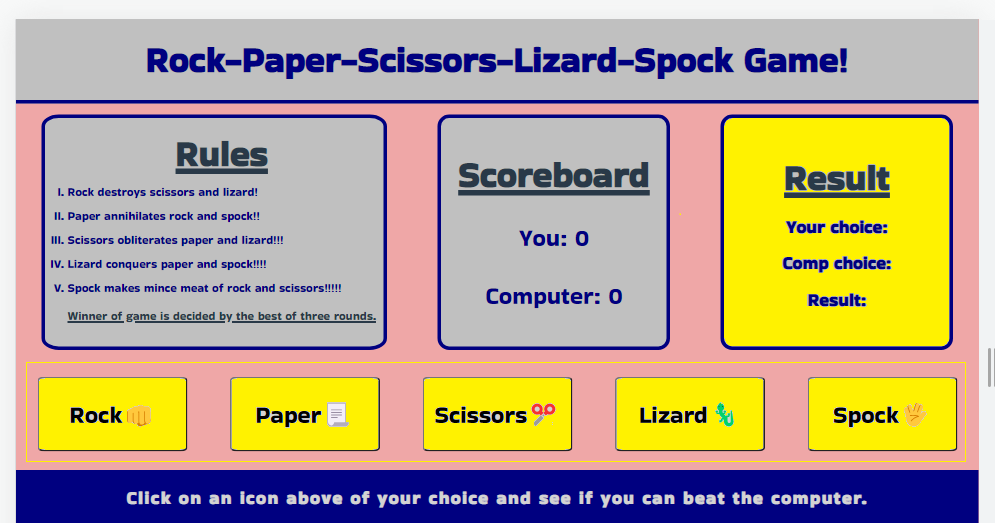 Rock-Paper-Scissors-Lizard-Spock Game!
Rules
I. Rock destroys scissors and lizard!
II. Paper annihilates rock and spock!!
III. Scissors obliterates paper and lizard!!!
IV. Lizard conquers paper and spock!!!!
V. Spock makes mince meat of rock and scissors!!!!!
Winner of game is decided by the best of three rounds.
Scoreboard
You: 0
Computer: 0
Result
Your choice:
Comp choice:
Result:
Rock
Paper
Scissors
Lizard
Spock
Click on an icon above of your choice and see if you can beat the computer.